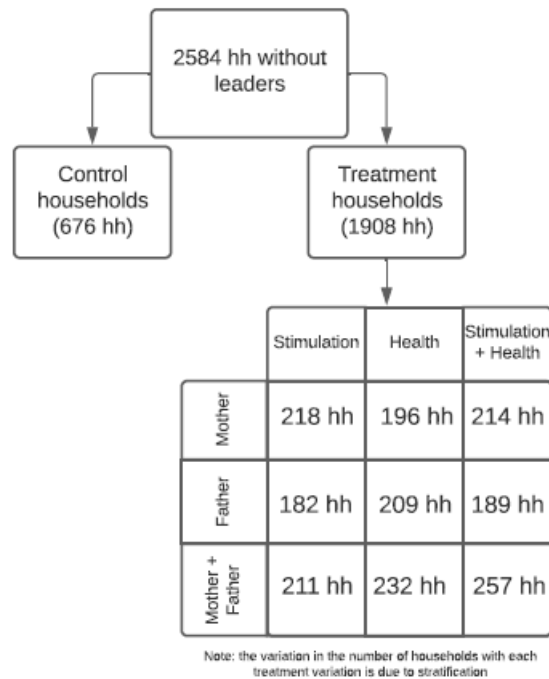 2584 hh without
leaders
Control
households
(676 hh)
Treatment
households
(1908 hh)
Stimulation
Health
Stimulation
+ Health
Mother
218 hh
196 hh
214 hh
Father
182 hh
209 hh
189 hh
Mother +
Father
211 hh
232 hh
257 hh
Note: the variation in the number of households with each
treatment variation is due to stratification